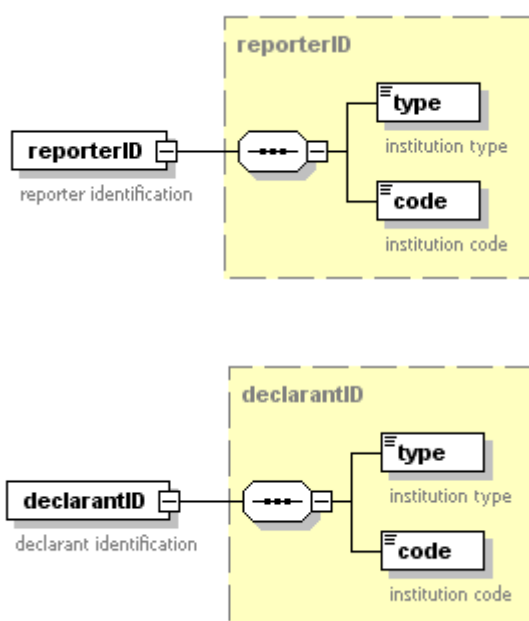 reporterID
type
institution type
reporterID
reporter identification
code
institution code
declarantID
type
institution type
declarantID
declarant identification
code
institution code